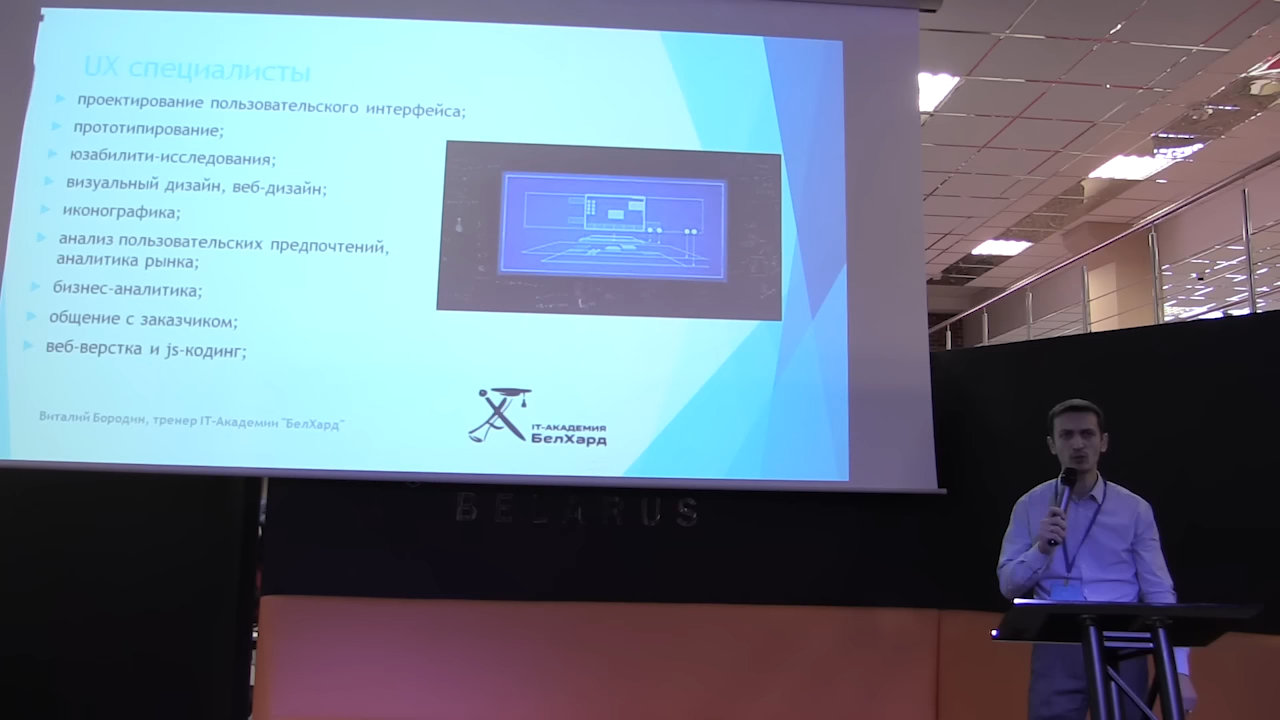 UX специалисты
проектирование пользовательского интерфейса;
прототипирование;
юзабилити-исследования;
визуальный дизайн, веб-дизайн;
иконографика;
анализ пользовательских предпочтений,
аналитика рынка;
бизнес-аналитика;
общение с заказчиком;
веб-верстка и js-кодинг;
Виталий Бородин, тренер IT-Академии "БелХард"
IT-АКАДЕМИЯ
БелХард
BELARUS